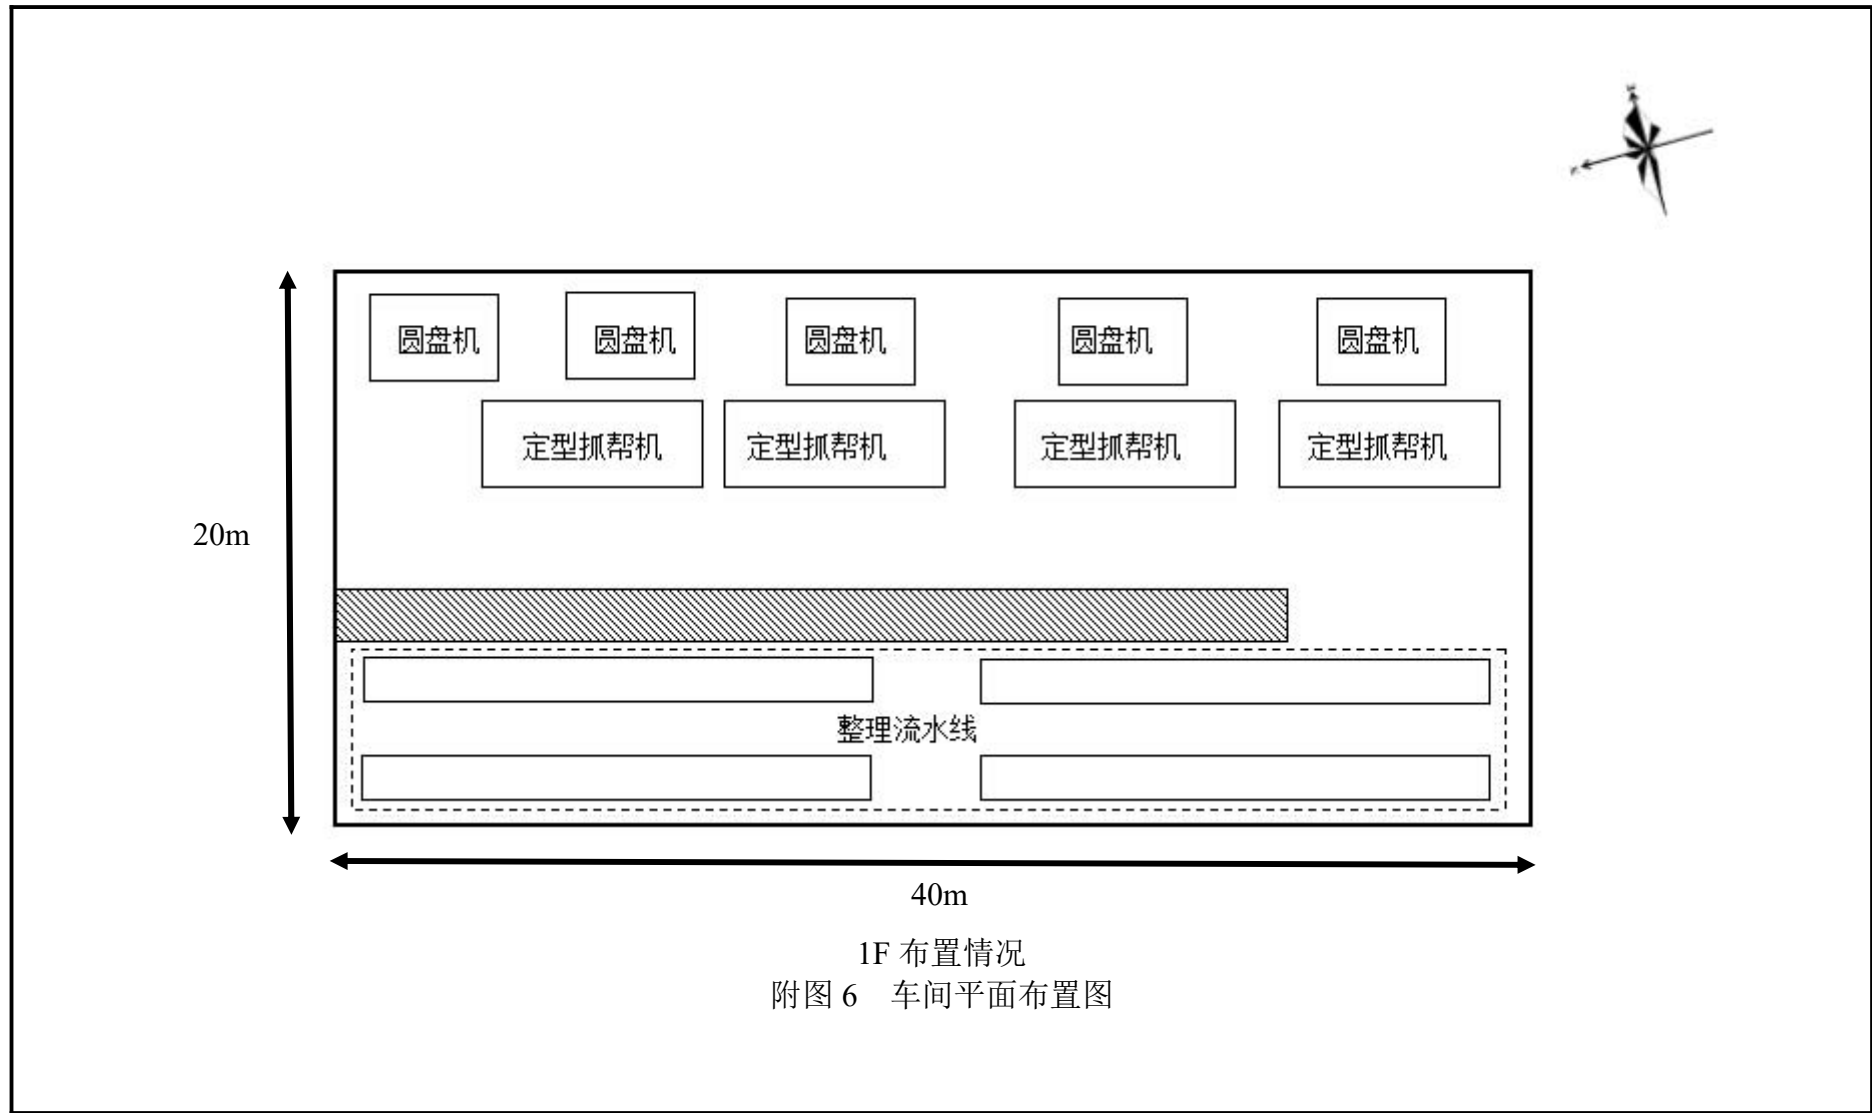 圆盘机 圆盘机 圆盘机 圆盘机 圆盘机
定型抓帮机 定型抓帮机 定型抓帮机 定型抓帮机
20m
整理流水线
40m
1F 布置情况
附图 6 车间平面布置图